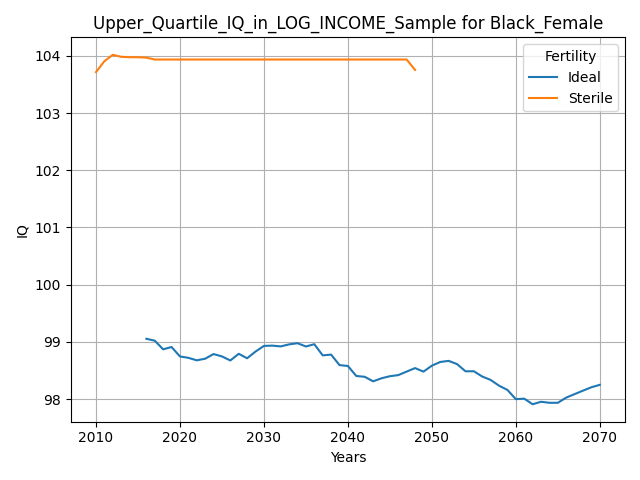 Upper_Quartile_IQ_in_LOG_INCOME_Sample for Black_Female
Fertility
Ideal
Sterile
104
103
102
101
100
99
98
IQ
2010 2020 2030 2040 2050 2060 2070
Years